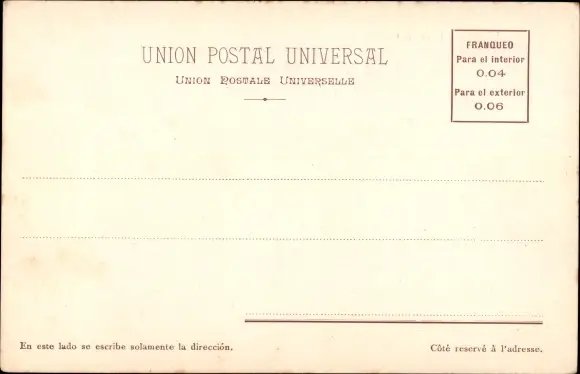 UNION POSTAL UNIVERSAL
UNION POSTALE UNIVERSELLE
FRANQUEO
Para el interior
0.04
Para el exterior
0.06
En este lado se escribe solamente la dirección.
Côté reservé à l'adresse.